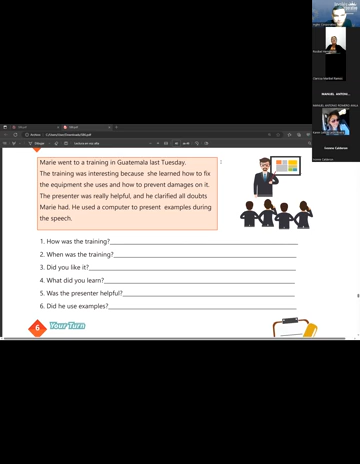 Marie went to a training in Guatemala last Tuesday.
The training was interesting because she learned how to fix
the equipment she uses and how to prevent damages on it.
The presenter was really helpful, and he clarified all doubts
Marie had. He used a computer to present examples during
the speech.
1. How was the training?
2. When was the training?
3. Did you like it?
4. What did you learn?
5. Was the presenter helpful?
6. Did he use examples?
6
Your Turn